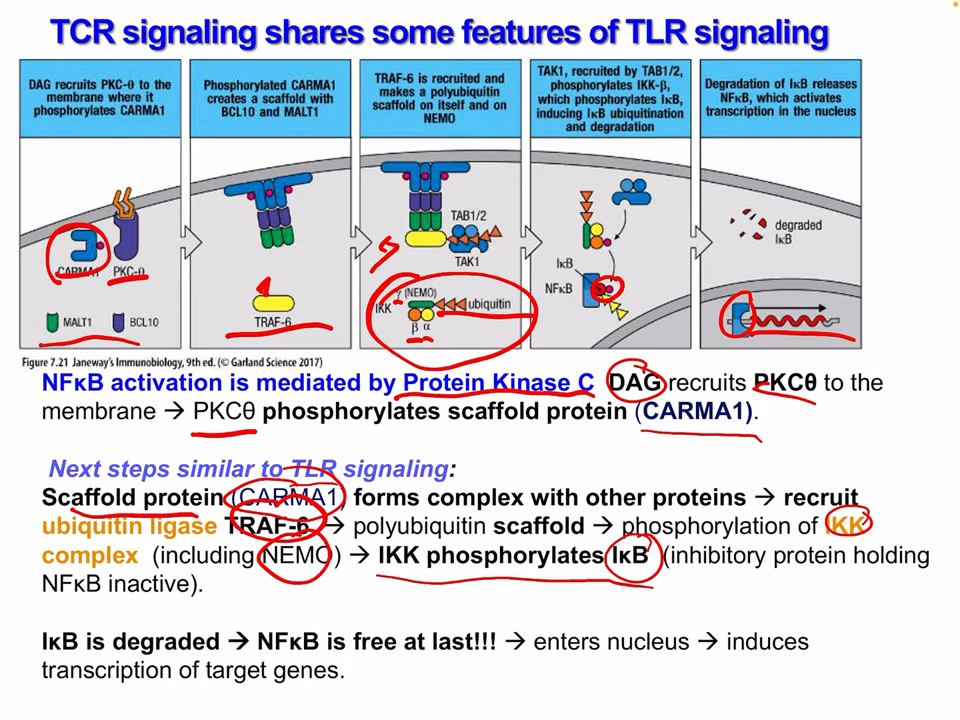 TCR signaling shares some features of TLR signaling
DAG recruits PKC-θ to the
membrane where it
phosphorylates CARMA1
Phosphorylated CARMA1
creates a scaffold with
BCL10 and MALT1
TRAF-6 is recruited and
makes a polyubiquitin
scaffold on itself and on
NEMO
TAK1, recruited by TAB1/2,
phosphorylates IKK-β,
which phosphorylates IκB,
inducing IκB ubiquitination
and degradation
Degradation of IκB releases
NFκB, which activates
transcription in the nucleus
CARMA1
PKC-θ
MALT1
BCL10
TRAF-6
TAB1/2
TAK1
γ (NEMO)
IKK
ubiquitin
β α
IκB
NFκB
degraded
IκB
Figure 7.21 Janeway's Immunobiology, 9th ed. (© Garland Science 2017)
NFκB activation is mediated by Protein Kinase C DAG recruits PKCθ to the
membrane → PKCθ phosphorylates scaffold protein (CARMA1).
Next steps similar to TLR signaling:
Scaffold protein (CARMA1) forms complex with other proteins → recruit
ubiquitin ligase TRAF-6 → polyubiquitin scaffold → phosphorylation of IKK
complex (including NEMO) → IKK phosphorylates IκB (inhibitory protein holding
NFκB inactive).
IκB is degraded → NFκB is free at last!!! → enters nucleus → induces
transcription of target genes.